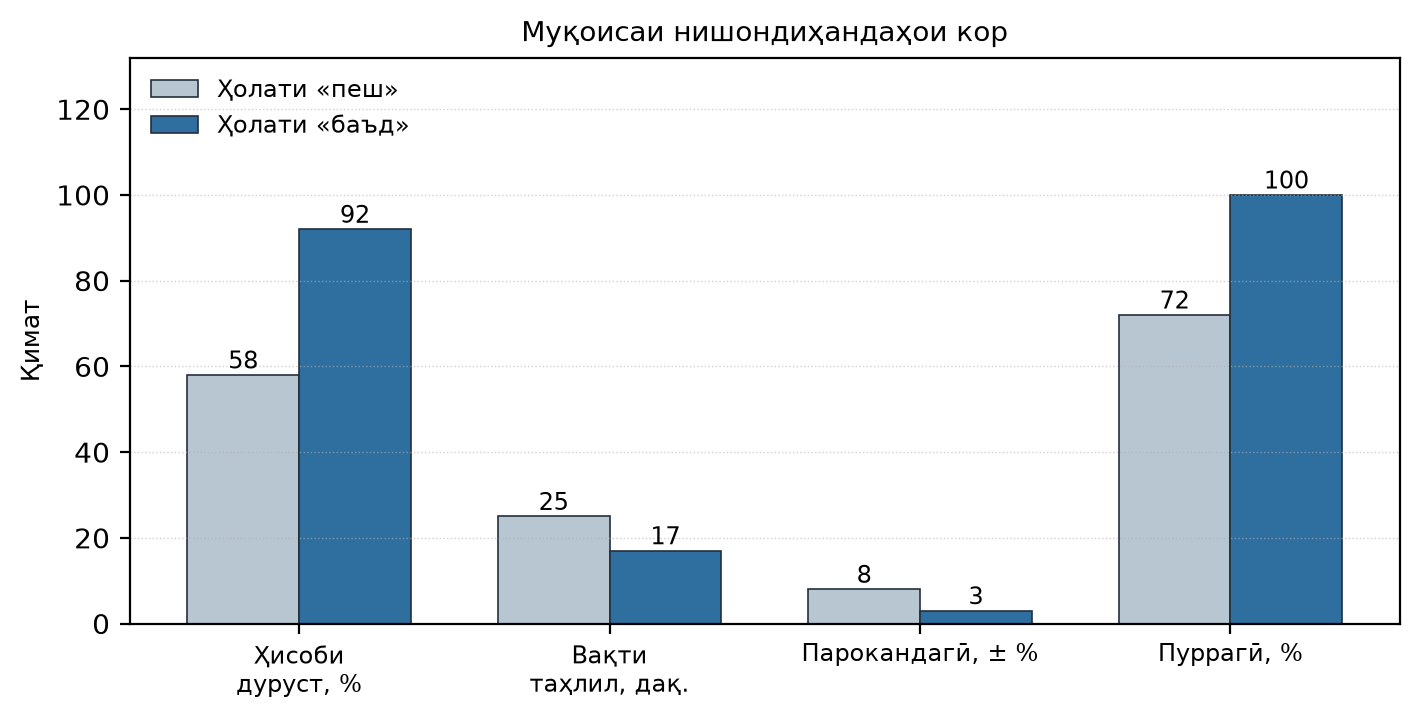 Муқоисаи нишондиҳандаҳои кор
Ҳолати «пеш»
Ҳолати «баъд»
Қимат
120
100
80
60
40
20
0
58
92
25
17
8
3
72
100
Ҳисоби
дуруст, %
Вақти
таҳлил, дақ.
Парокандагӣ, ± %
Пуррагӣ, %